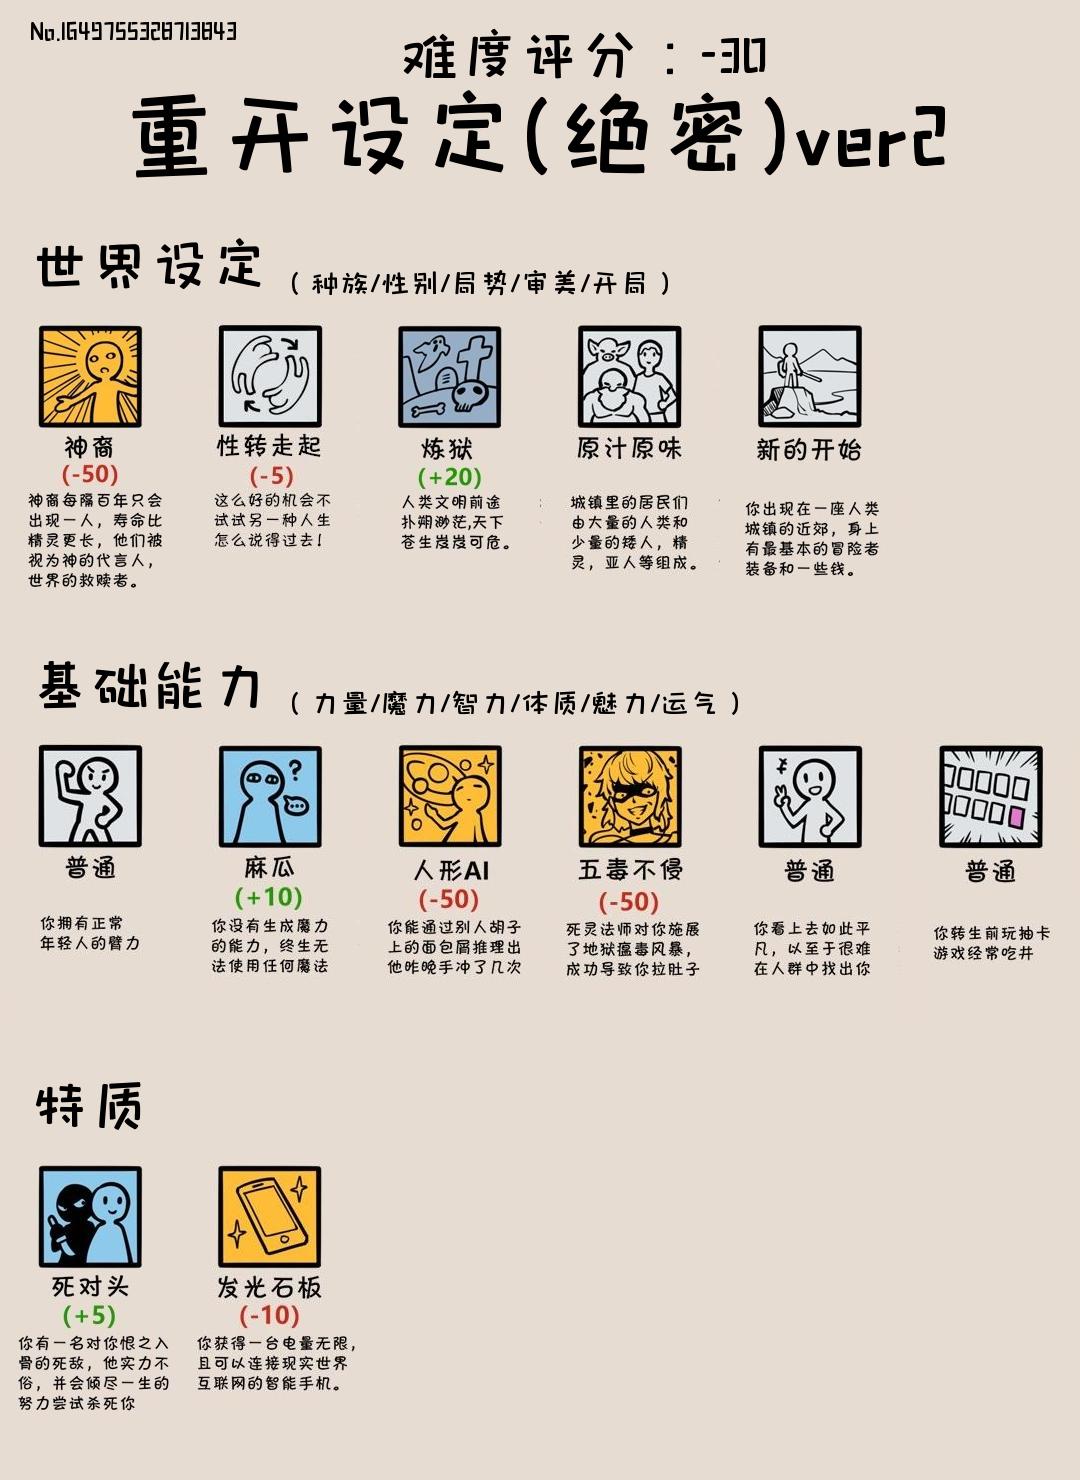 No.1649755328713843
难度评分：-30
重开设定(绝密)ver2
世界设定 （种族/性别/局势/审美/开局）
神裔
(-50)
神裔每隔百年只会
出现一人，寿命比
精灵更长，他们被
视为神的代言人，
世界的救赎者。
性转走起
(-5)
这么好的机会不
试试另一种人生
怎么说得过去！
炼狱
(+20)
人类文明前途
扑朔渺茫,天下
苍生岌岌可危。
原汁原味
城镇里的居民们
由大量的人类和
少量的矮人，精
灵，亚人等组成。
新的开始
你出现在一座人类
城镇的近郊，身上
有最基本的冒险者
装备和一些钱。
基础能力 （力量/魔力/智力/体质/魅力/运气）
普通
你拥有正常
年轻人的臂力
麻瓜
(+10)
你没有生成魔力
的能力，终生无
法使用任何魔法
人形AI
(-50)
你能通过别人胡子
上的面包屑推理出
他昨晚手冲了几次
五毒不侵
(-50)
死灵法师对你施展
了地狱瘟毒风暴，
成功导致你拉肚子
普通
你看上去如此平
凡，以至于很难
在人群中找出你
普通
你转生前玩抽卡
游戏经常吃井
特质
死对头
(+5)
你有一名对你恨之入
骨的死敌，他实力不
俗，并会倾尽一生的
努力尝试杀死你
发光石板
(-10)
你获得一台电量无限，
且可以连接现实世界
互联网的智能手机。